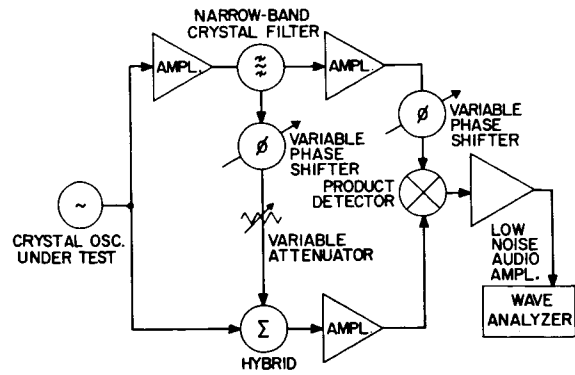 NARROW-BAND
CRYSTAL FILTER
AMPL.
≈
AMPL.
ø
VARIABLE
PHASE
SHIFTER
ø
VARIABLE
PHASE
SHIFTER
PRODUCT
DETECTOR
~
CRYSTAL OSC.
UNDER TEST
VARIABLE
ATTENUATOR
LOW
NOISE
AUDIO
AMPL.
Σ
AMPL.
HYBRID
WAVE
ANALYZER